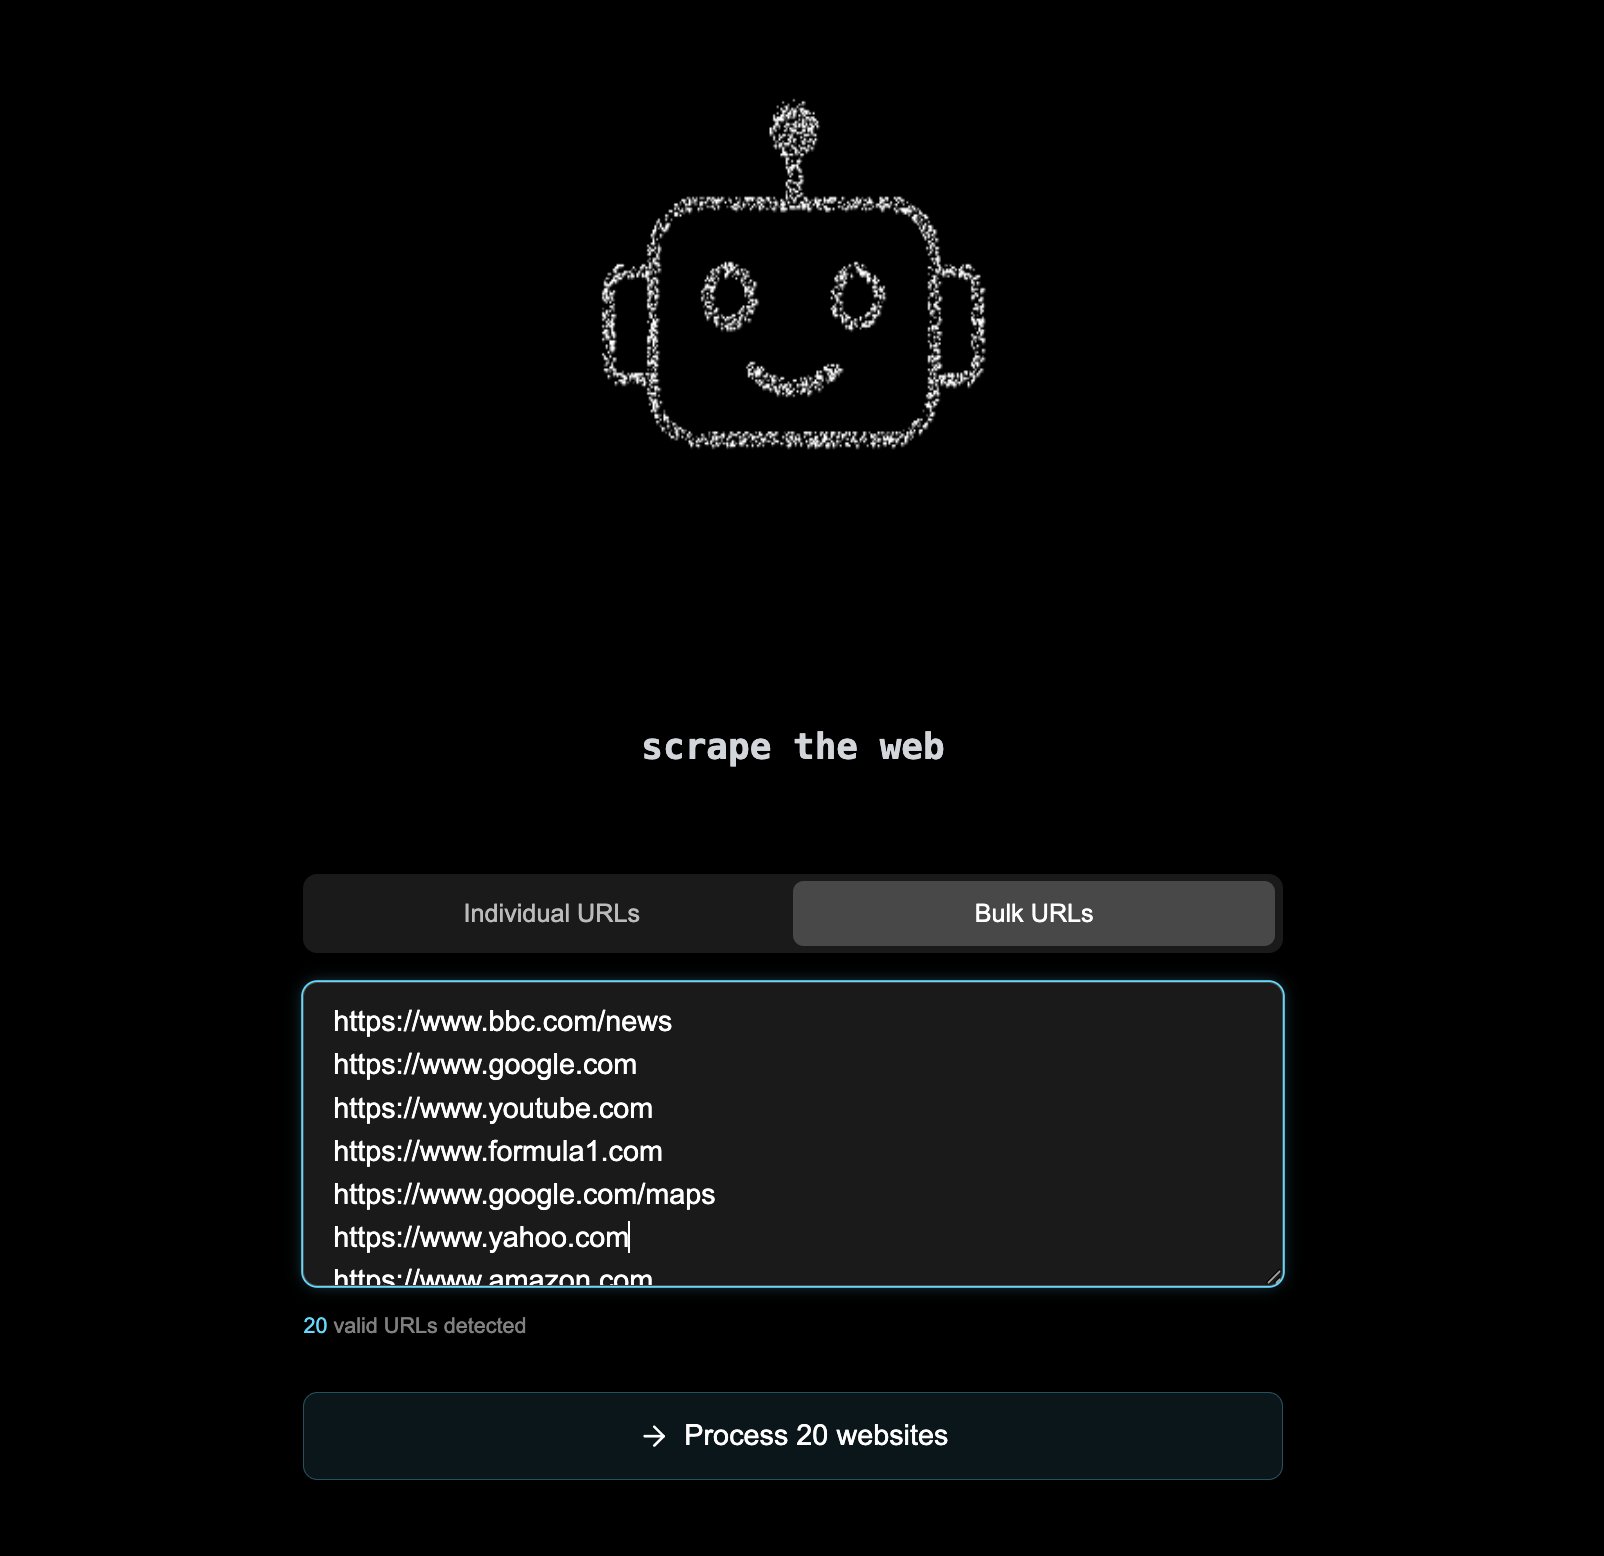 scrape the web
Individual URLs
Bulk URLs
https://www.bbc.com/news
https://www.google.com
https://www.youtube.com
https://www.formula1.com
https://www.google.com/maps
https://www.yahoo.com
https://www.amazon.com
20 valid URLs detected
→ Process 20 websites